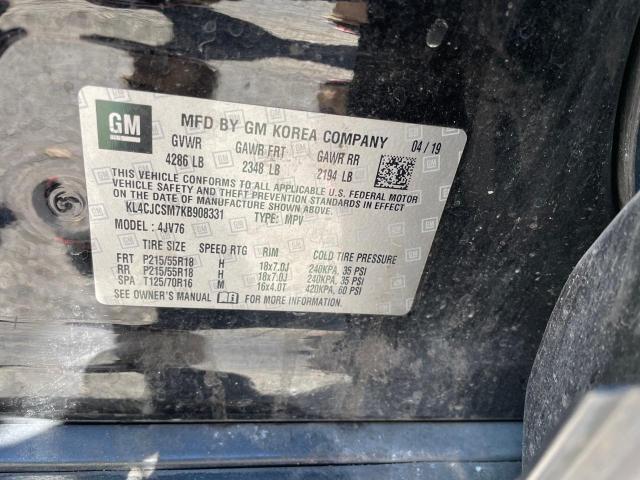 GM
MFD BY GM KOREA COMPANY 04 / 19
GVWR GAWR FRT GAWR RR
4286 LB 2348 LB 2194 LB
THIS VEHICLE CONFORMS TO ALL APPLICABLE U.S. FEDERAL MOTOR
VEHICLE SAFETY AND THEFT PREVENTION STANDARDS IN EFFECT
ON THE DATE OF MANUFACTURE SHOWN ABOVE.
KL4CJCSM7KB908331 TYPE: MPV
MODEL: 4JV76
TIRE SIZE SPEED RTG RIM COLD TIRE PRESSURE
FRT P215/55R18 H 18x7.0J 240KPA, 35 PSI
RR P215/55R18 H 18x7.0J 240KPA, 35 PSI
SPA T125/70R16 M 16x4.0T 420KPA, 60 PSI
SEE OWNER'S MANUAL FOR MORE INFORMATION.